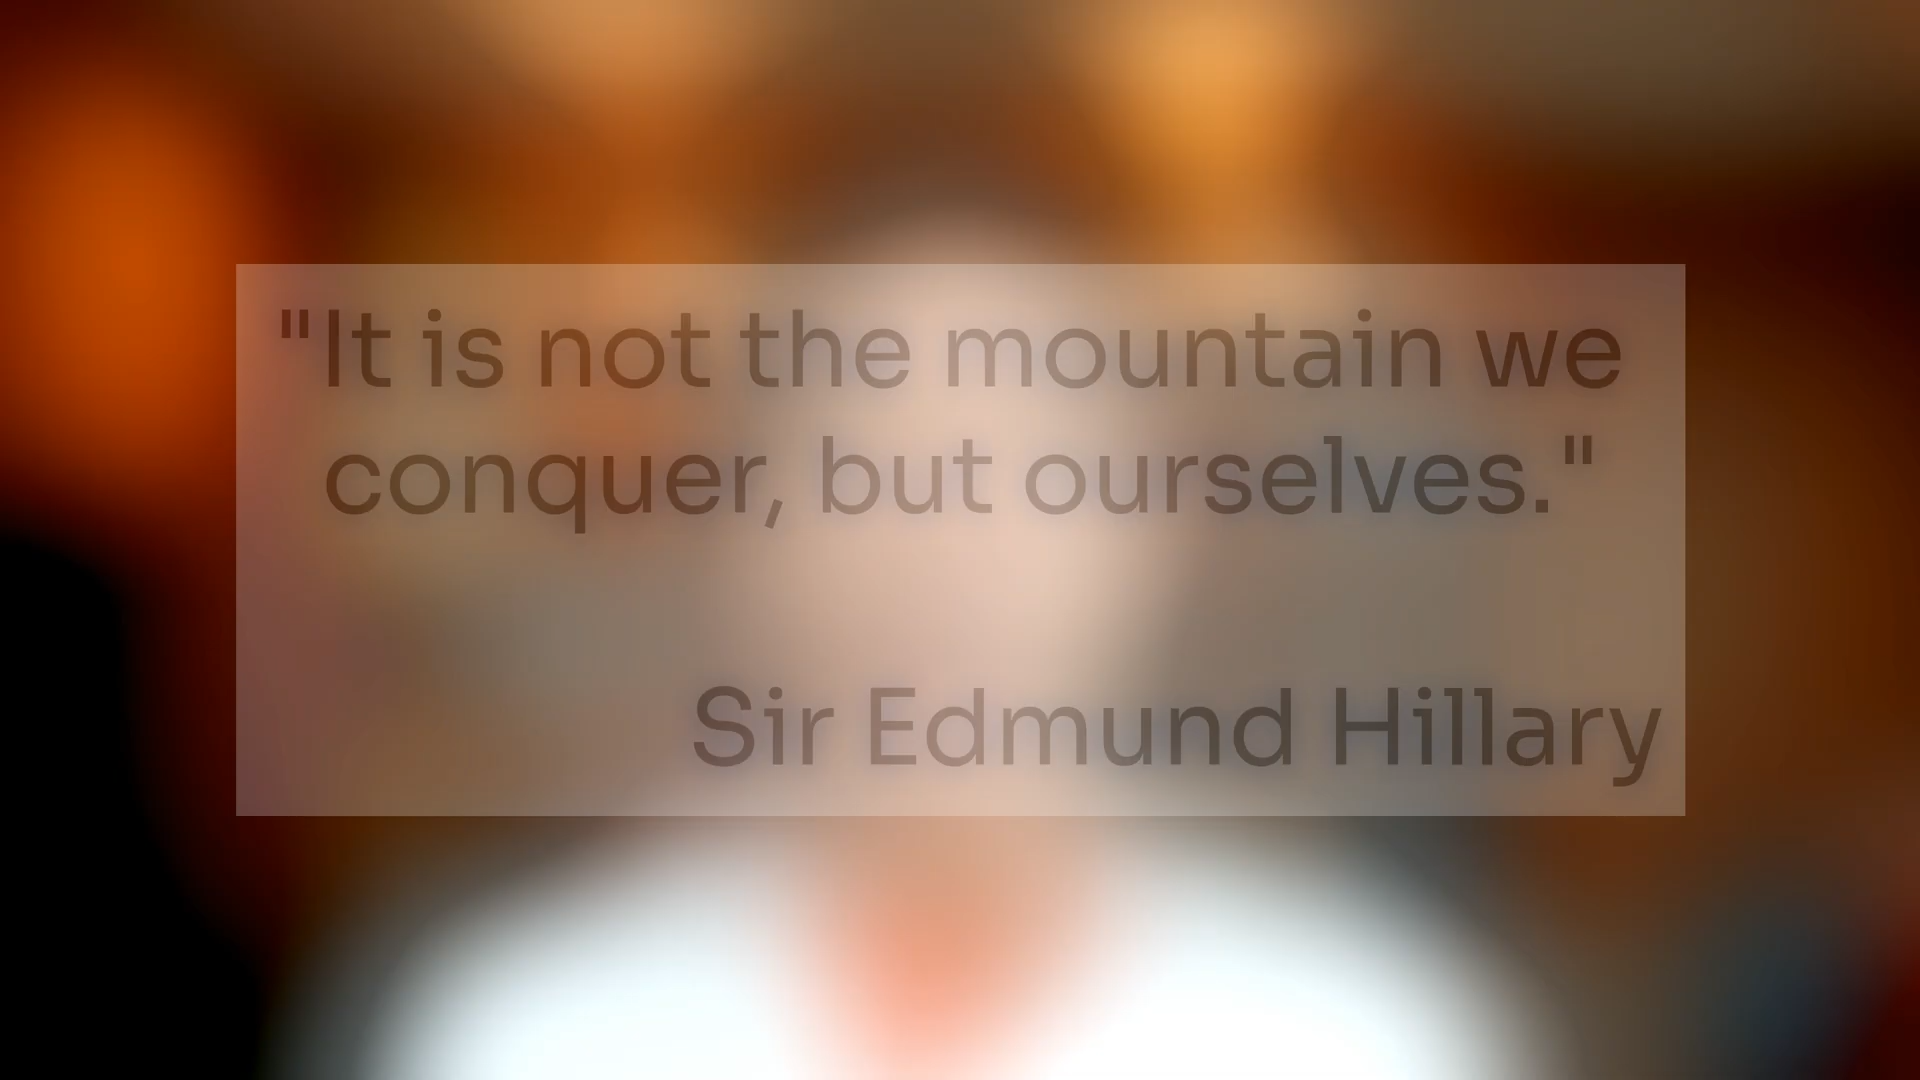 "It is not the mountain we
conquer, but ourselves."
Sir Edmund Hillary